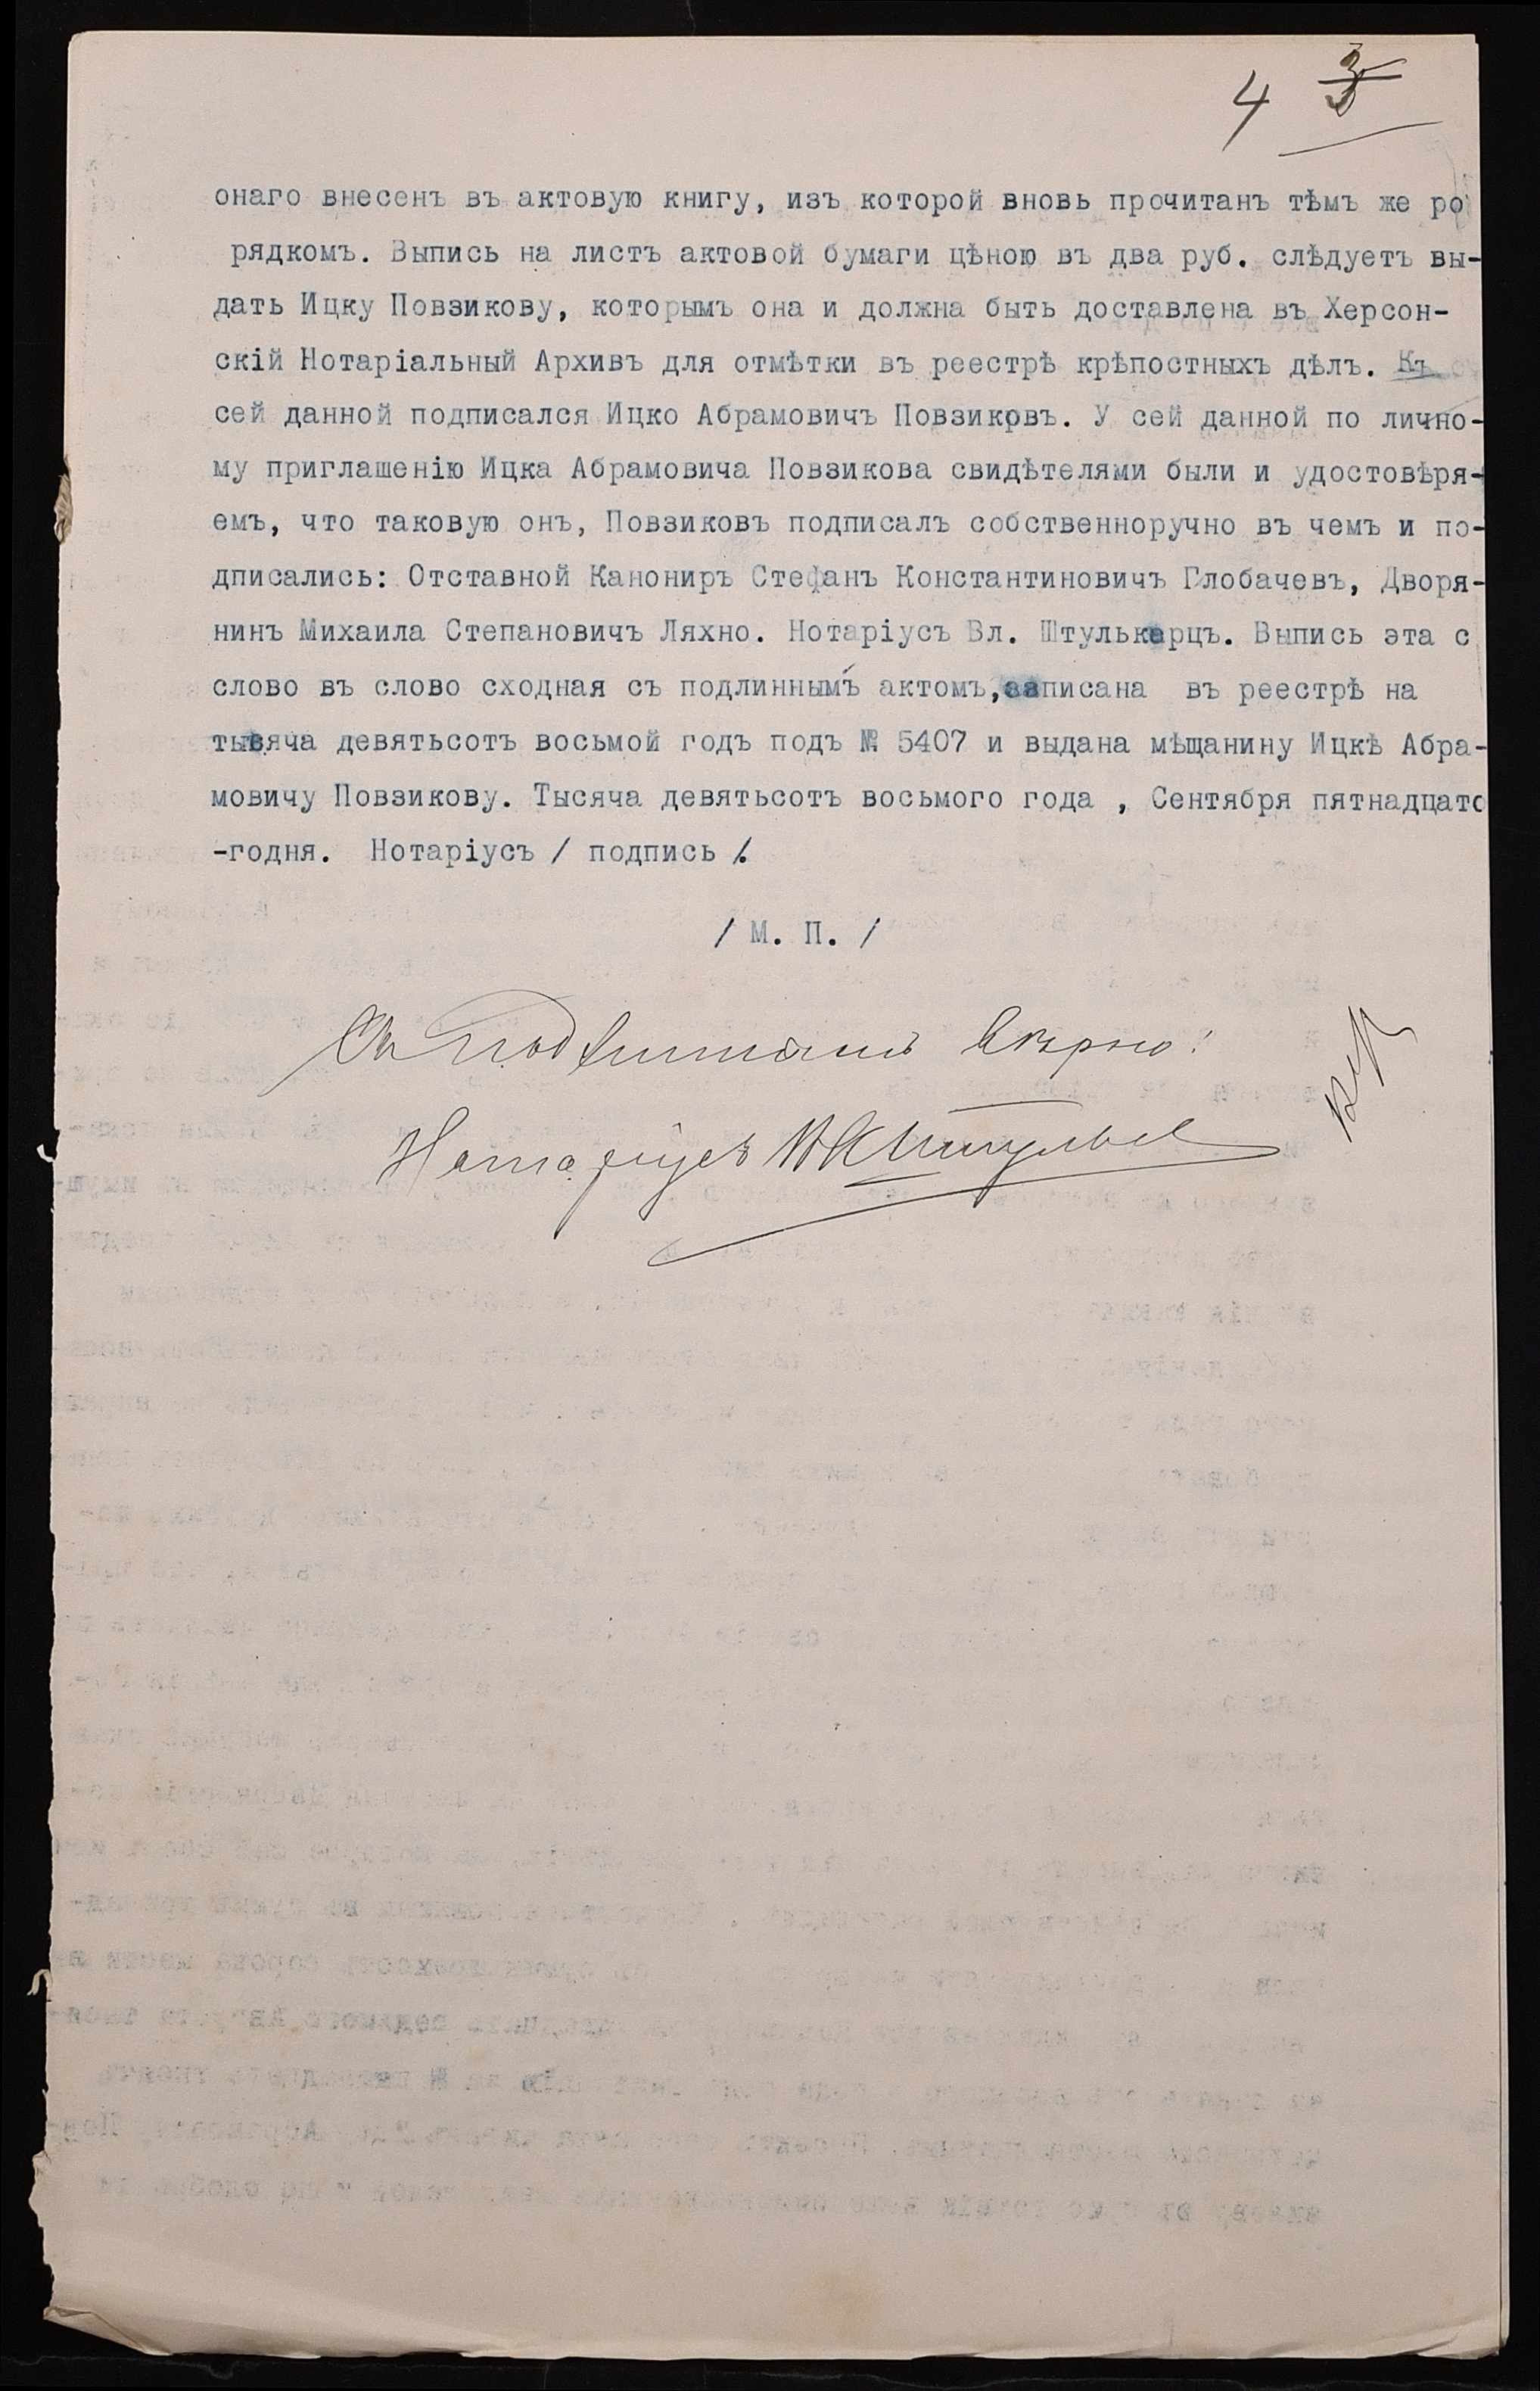 4 3
онаго внесенъ въ актовую книгу, изъ которой вновь прочитанъ тѣмъ же ро
рядкомъ. Выпись на листъ актовой бумаги цѣною въ два руб. слѣдуетъ вы-
дать Ицку Повзикову, которымъ она и должна быть доставлена въ Херсон-
скій Нотаріальный Архивъ для отмѣтки въ реестрѣ крѣпостныхъ дѣлъ. Къ
сей данной подписался Ицко Абрамовичъ Повзиковъ. У сей данной по лично-
му приглашенію Ицка Абрамовича Повзикова свидѣтелями были и удостовѣря-
емъ, что таковую онъ, Повзиковъ подписалъ собственноручно въ чемъ и по-
дписались: Отставной Канониръ Стефанъ Константиновичъ Глобачевъ, Дворя-
нинъ Михаила Степановичъ Ляхно. Нотаріусъ Вл. Штулькерцъ. Выпись эта с
слово въ слово сходная съ подлиннымъ актомъ,записана въ реестрѣ на
тысяча девятьсотъ восьмой годъ подъ № 5407 и выдана мѣщанину Ицкѣ Абра-
мовичу Повзикову. Тысяча девятьсотъ восьмого года , Сентября пятнадцато
-годня. Нотаріусъ / подпись /.
/ М. П. /
Съ подлиннымъ вѣрно:
Нотаріусъ